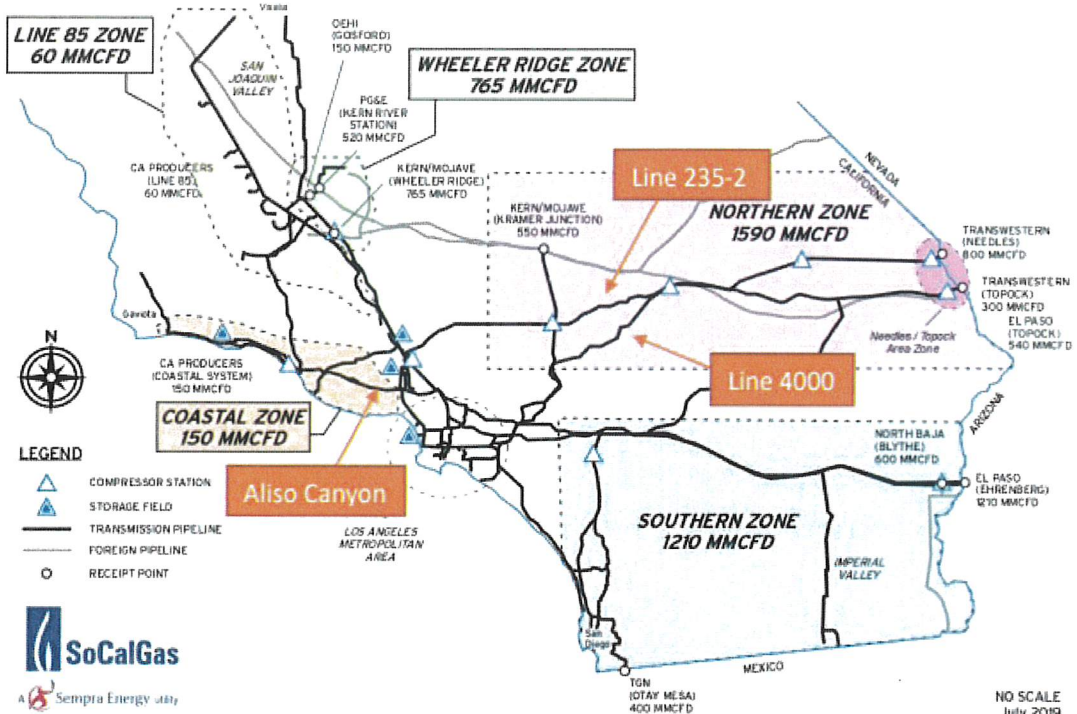 Visalia
LINE 85 ZONE
60 MMCFD
SAN
JOAQUIN
VALLEY
OEHI
(GOSFORD)
150 MMCFD
WHEELER RIDGE ZONE
765 MMCFD
PG&E
(KERN RIVER
STATION)
520 MMCFD
CA PRODUCERS
(LINE 85)
60 MMCFD
KERN/MOJAVE
(WHEELER RIDGE)
765 MMCFD
Line 235-2
NEVADA
CALIFORNIA
KERN/MOJAVE
(KRAMER JUNCTION)
550 MMCFD
NORTHERN ZONE
1590 MMCFD
TRANSWESTERN
(NEEDLES)
800 MMCFD
TRANSWESTERN
(TOPOCK)
300 MMCFD
EL PASO
(TOPOCK)
540 MMCFD
Needles / Topock
Area Zone
Gaviota
N
CA PRODUCERS
(COASTAL SYSTEM)
150 MMCFD
Line 4000
COASTAL ZONE
150 MMCFD
ARIZONA
LEGEND
COMPRESSOR STATION
STORAGE FIELD
TRANSMISSION PIPELINE
FOREIGN PIPELINE
RECEIPT POINT
Aliso Canyon
LOS ANGELES
METROPOLITAN
AREA
NORTH BAJA
(BLYTHE)
600 MMCFD
EL PASO
(EHRENBERG)
1210 MMCFD
SOUTHERN ZONE
1210 MMCFD
IMPERIAL
VALLEY
San
Diego
MEXICO
TGN
(OTAY MESA)
400 MMCFD
SoCalGas
A Sempra Energy utility
NO SCALE
July 2019